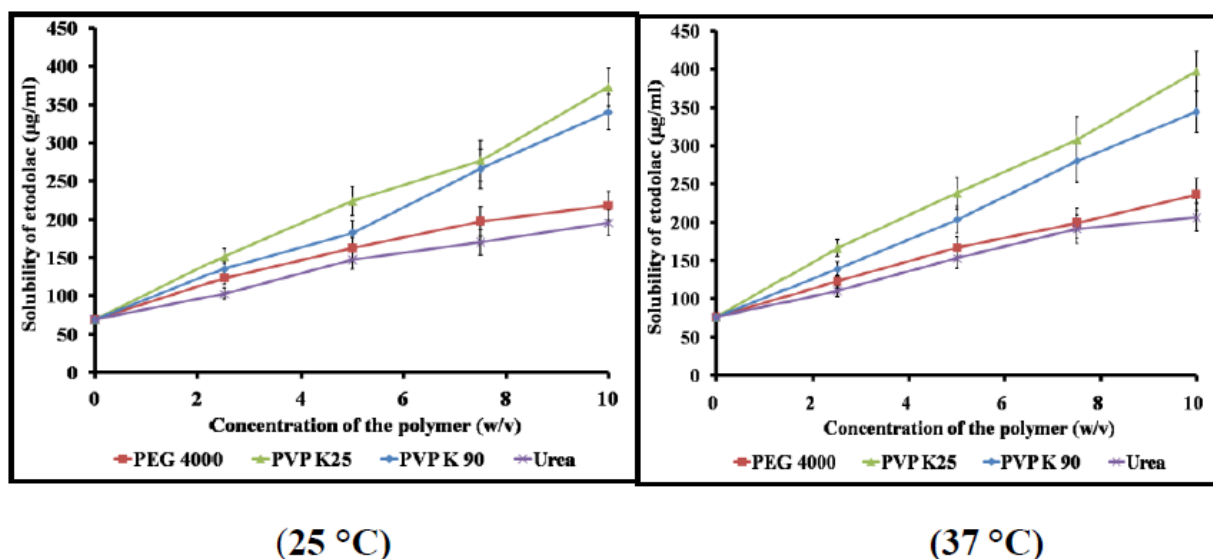 Solubility of etodolac (µg/ml)
450
400
350
300
250
200
150
100
50
0
0 2 4 6 8 10
Concentration of the polymer (w/v)
PEG 4000 PVP K25 PVP K 90 Urea
(25 °C)
Solubility of etodolac (µg/ml)
450
400
350
300
250
200
150
100
50
0
0 2 4 6 8 10
Concentration of the polymer (w/v)
PEG 4000 PVP K25 PVP K 90 Urea
(37 °C)